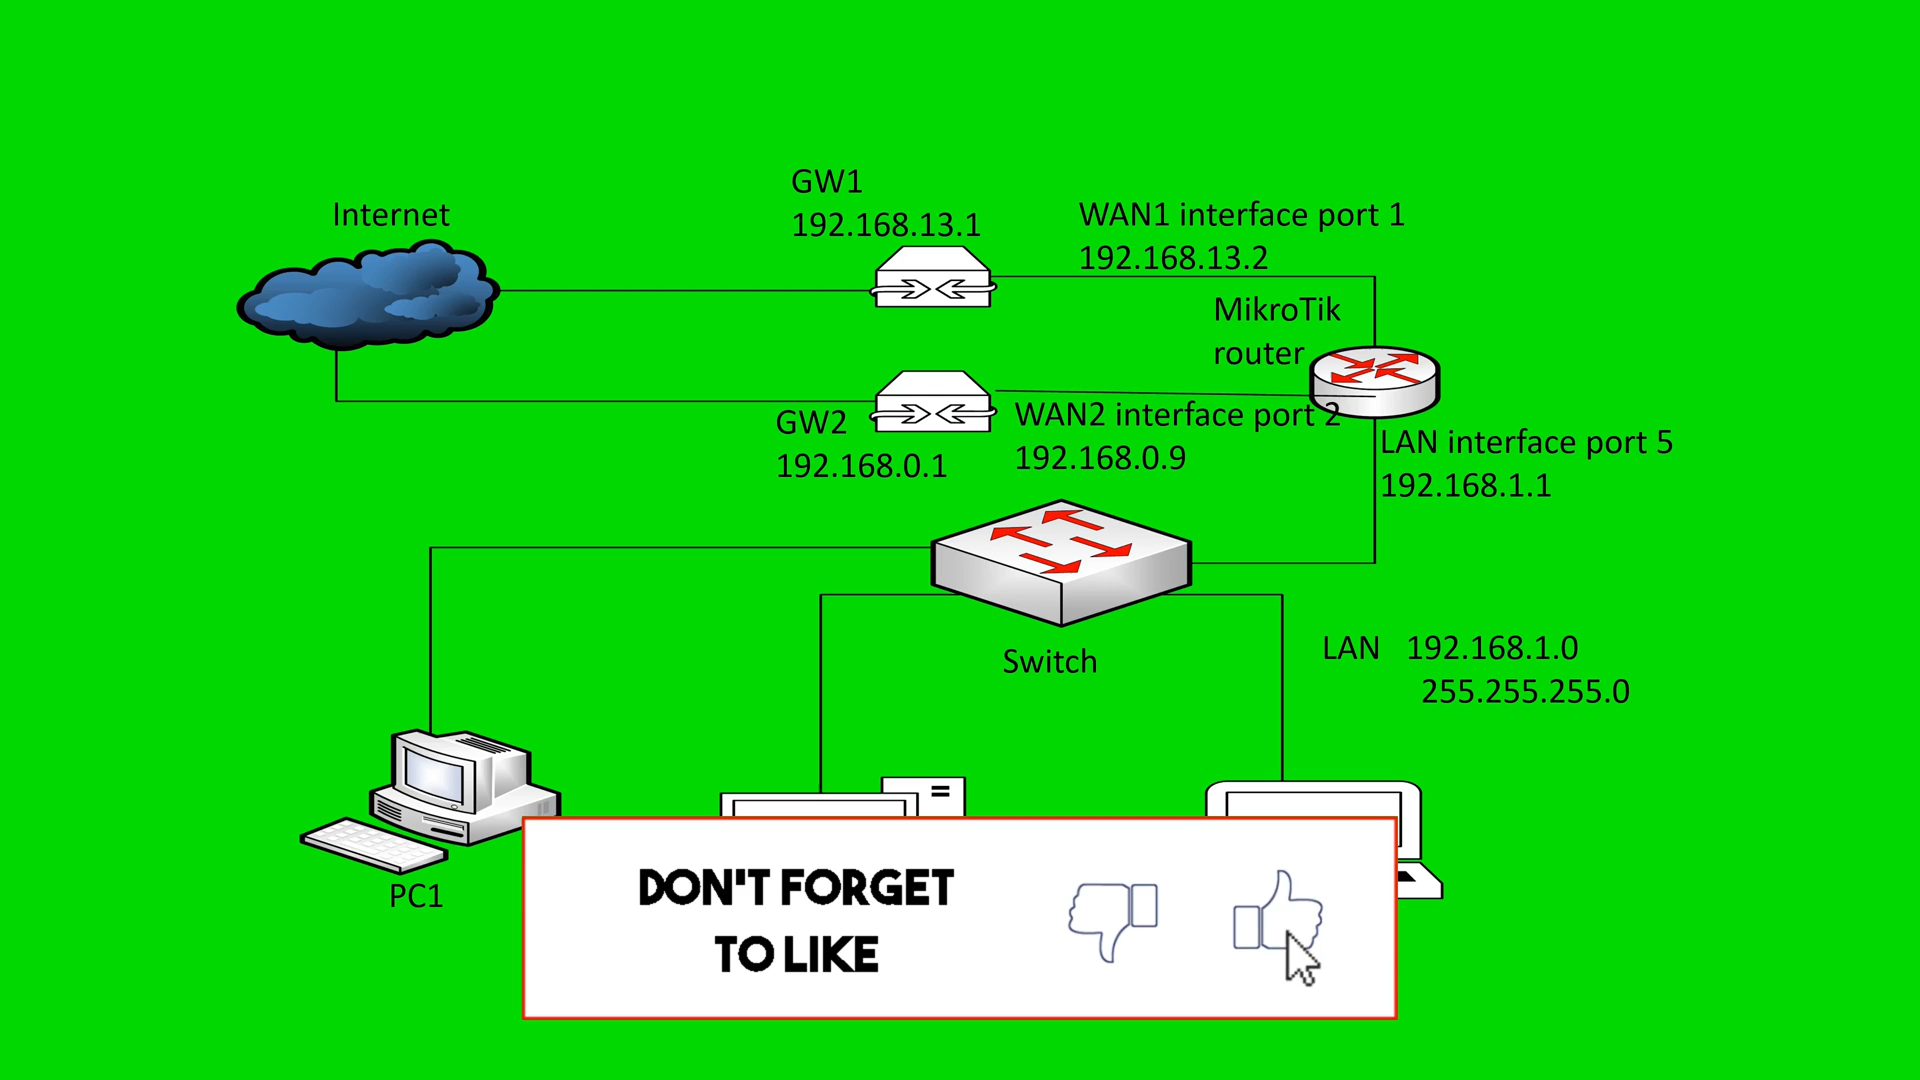 GW1
192.168.13.1
Internet
WAN1 interface port 1
192.168.13.2
MikroTik
router
GW2
192.168.0.1
WAN2 interface port 2
192.168.0.9
LAN interface port 5
192.168.1.1
Switch
LAN 192.168.1.0
255.255.255.0
PC1
DON'T FORGET
TO LIKE